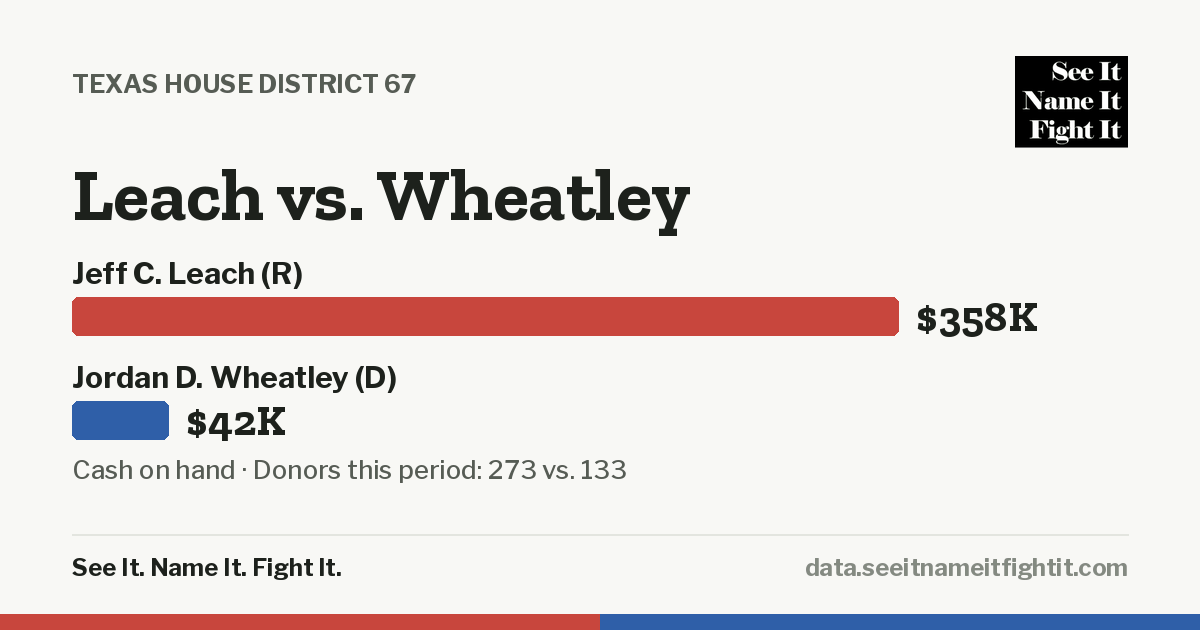 TEXAS HOUSE DISTRICT 67
See It
Name It
Fight It
Leach vs. Wheatley
Jeff C. Leach (R)
$358K
Jordan D. Wheatley (D)
$42K
Cash on hand · Donors this period: 273 vs. 133
See It. Name It. Fight It.
data.seeitnameitfightit.com